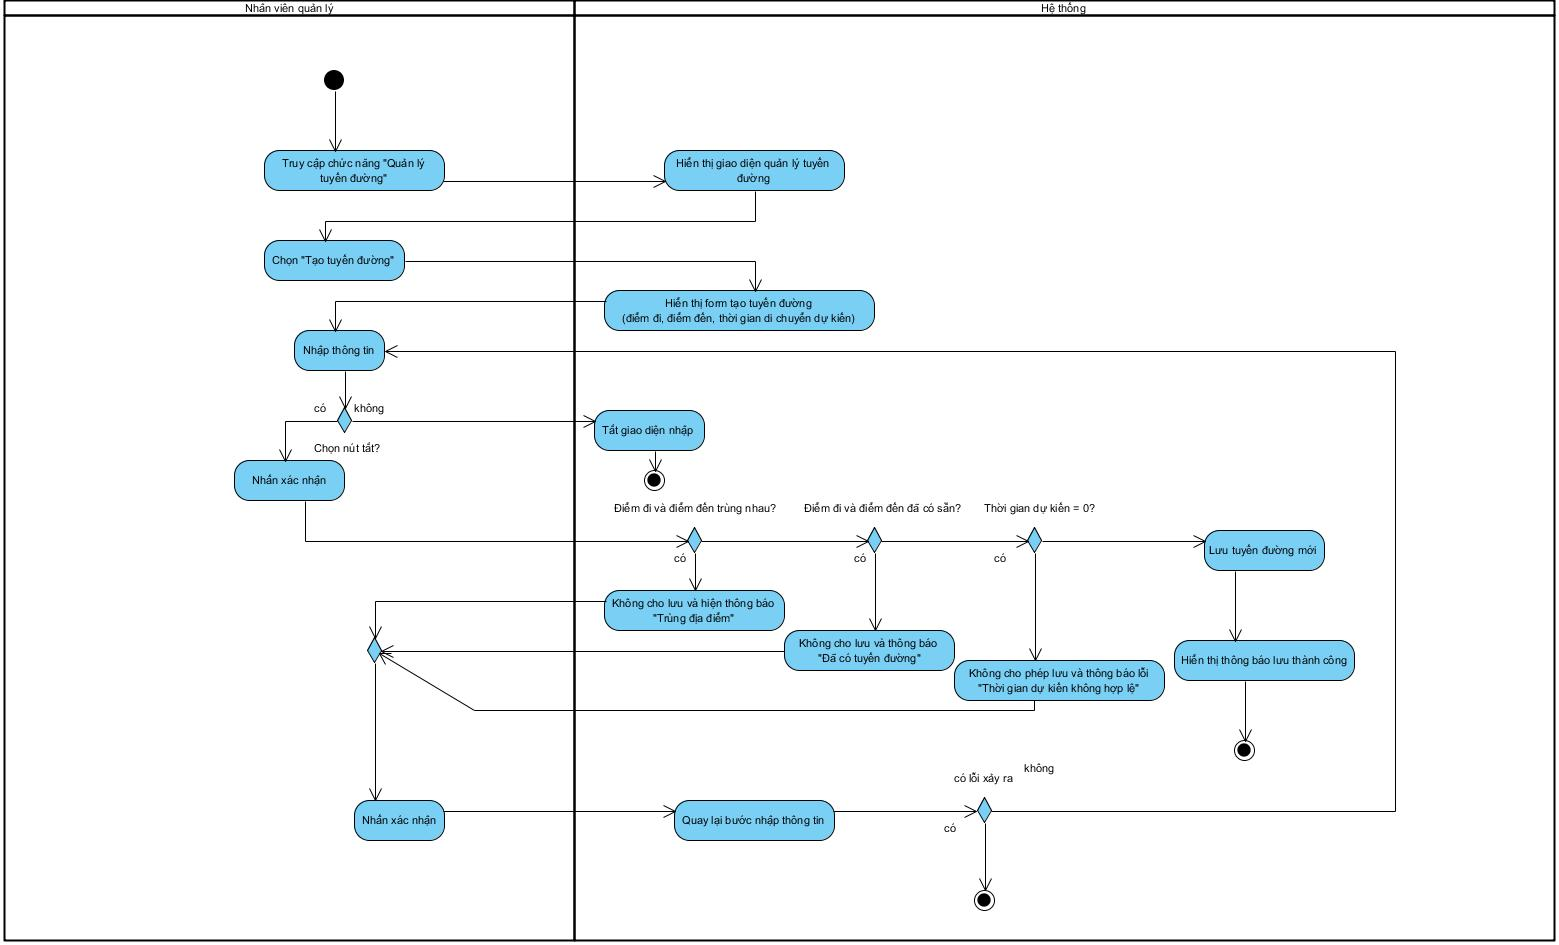 Nhân viên quản lý
Hệ thống
Truy cập chức năng "Quản lý
tuyến đường"
Hiển thị giao diện quản lý tuyến
đường
Chọn "Tạo tuyến đường"
Hiển thị form tạo tuyến đường
(điểm đi, điểm đến, thời gian di chuyển dự kiến)
Nhập thông tin
có
không
Chọn nút tắt?
Tắt giao diện nhập
Nhấn xác nhận
Điểm đi và điểm đến trùng nhau?
Điểm đi và điểm đến đã có sẵn?
Thời gian dự kiến = 0?
có
có
có
Lưu tuyến đường mới
Không cho lưu và hiện thông báo
"Trùng địa điểm"
Không cho lưu và thông báo
"Đã có tuyến đường"
Không cho phép lưu và thông báo lỗi
"Thời gian dự kiến không hợp lệ"
Hiển thị thông báo lưu thành công
không
có lỗi xảy ra
có
Nhấn xác nhận
Quay lại bước nhập thông tin